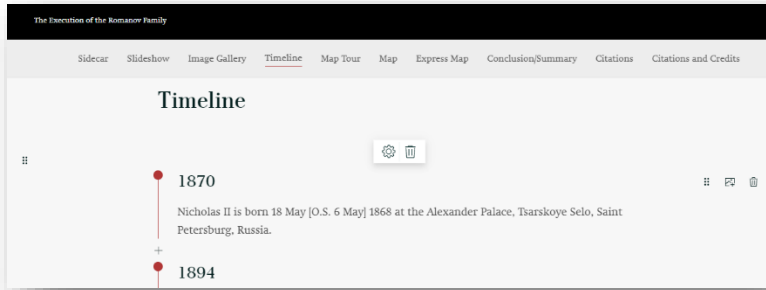 The Execution of the Romanov Family
Sidecar Slideshow Image Gallery Timeline Map Tour Map Express Map Conclusion/Summary Citations Citations and Credits
Timeline
1870
Nicholas II is born 18 May [O.S. 6 May] 1868 at the Alexander Palace, Tsarskoye Selo, Saint
Petersburg, Russia.
1894